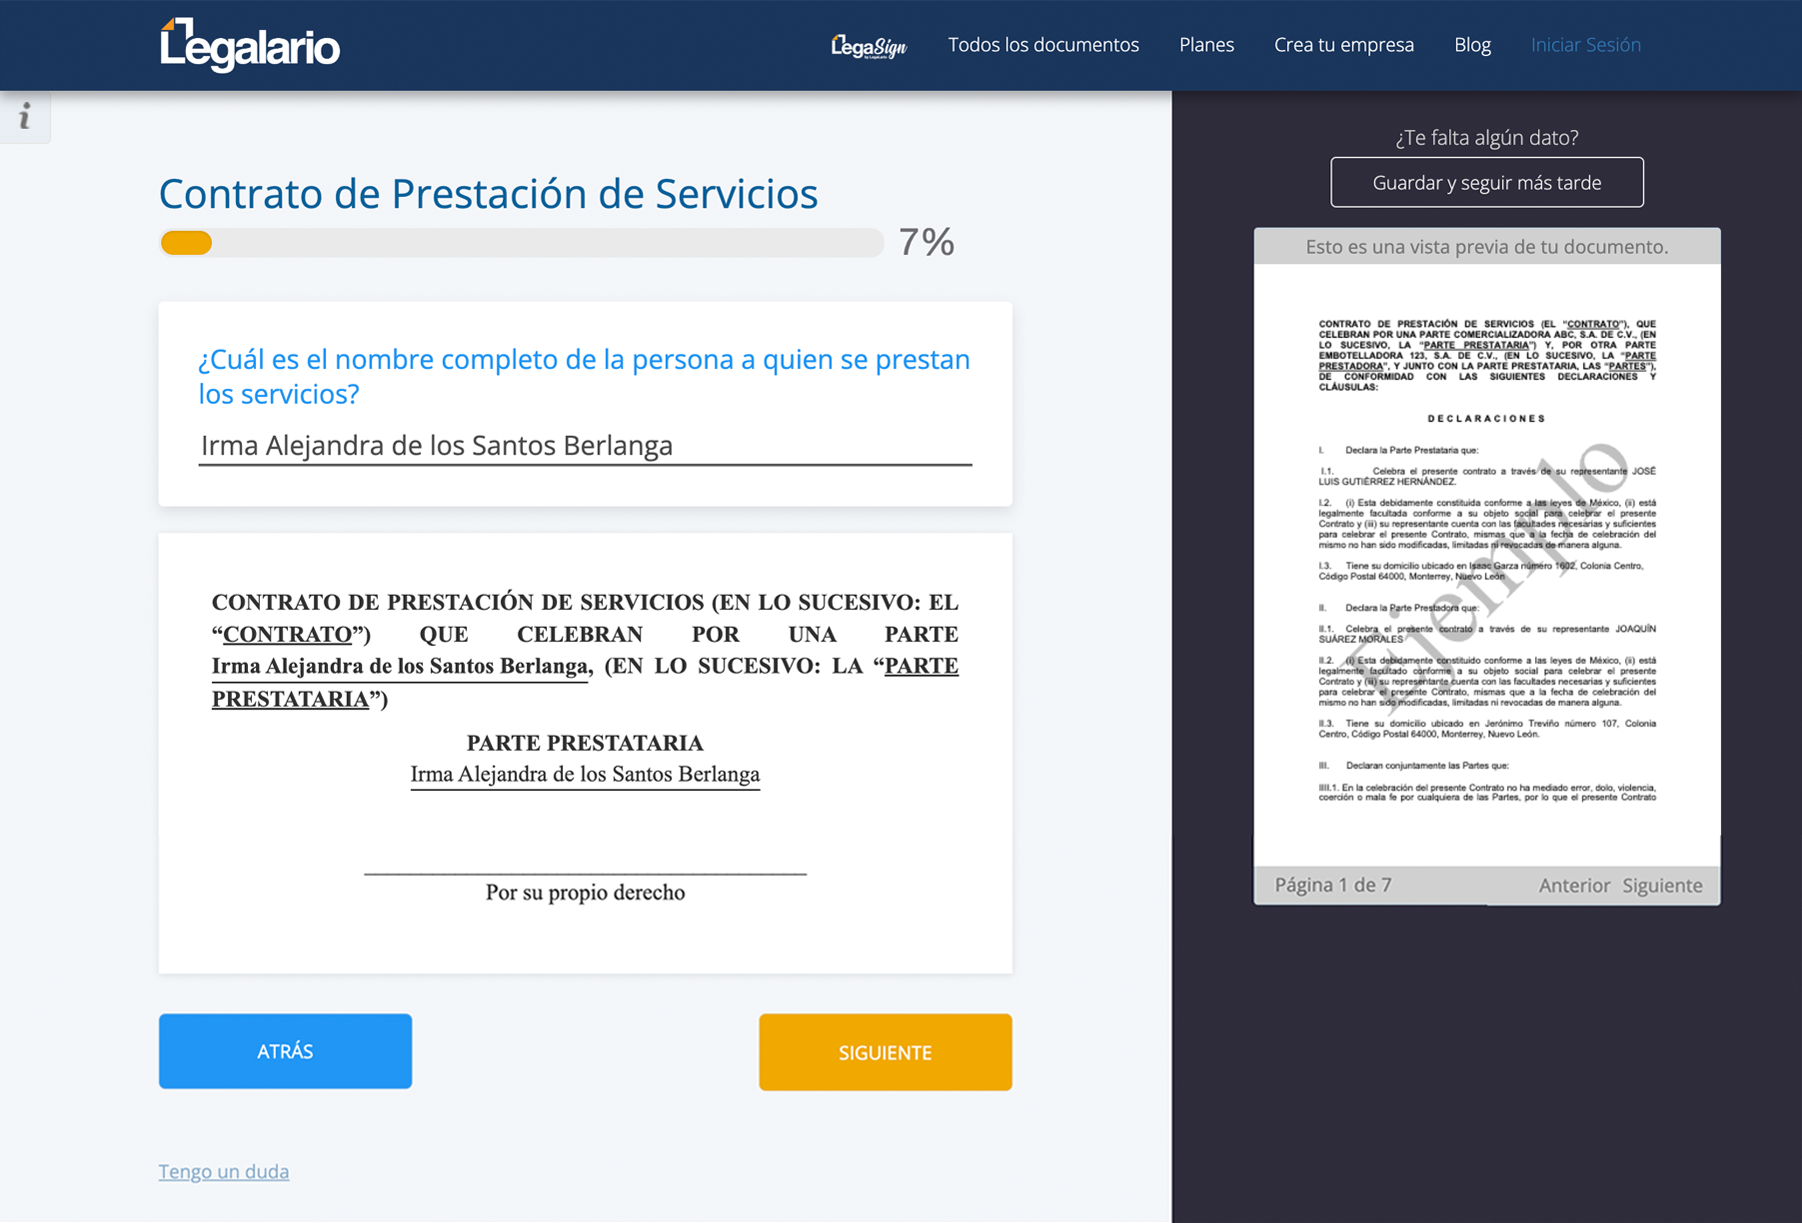 Legalario
LegaSign
by Legalario
Todos los documentos
Planes
Crea tu empresa
Blog
Iniciar Sesión
i
Contrato de Prestación de Servicios
7%
¿Cuál es el nombre completo de la persona a quien se prestan
los servicios?
Irma Alejandra de los Santos Berlanga
CONTRATO DE PRESTACIÓN DE SERVICIOS (EN LO SUCESIVO: EL
“CONTRATO”) QUE CELEBRAN POR UNA PARTE
Irma Alejandra de los Santos Berlanga, (EN LO SUCESIVO: LA “PARTE
PRESTATARIA”)
PARTE PRESTATARIA
Irma Alejandra de los Santos Berlanga
Por su propio derecho
ATRÁS
SIGUIENTE
Tengo un duda
¿Te falta algún dato?
Guardar y seguir más tarde
Esto es una vista previa de tu documento.
CONTRATO DE PRESTACIÓN DE SERVICIOS (EL “CONTRATO”), QUE
CELEBRAN POR UNA PARTE COMERCIALIZADORA ABC, S.A. DE C.V., (EN
LO SUCESIVO, LA “PARTE PRESTATARIA”) Y, POR OTRA PARTE
EMBOTELLADORA 123, S.A. DE C.V., (EN LO SUCESIVO, LA “PARTE
PRESTADORA”, Y JUNTO CON LA PARTE PRESTATARIA, LAS “PARTES”),
DE CONFORMIDAD CON LAS SIGUIENTES DECLARACIONES Y
CLÁUSULAS:
DECLARACIONES
I. Declara la Parte Prestataria que:
I.1. Celebra el presente contrato a través de su representante JOSÉ
LUIS GUTIÉRREZ HERNÁNDEZ.
I.2. (i) Esta debidamente constituida conforme a las leyes de México, (ii) está
legalmente facultada conforme a su objeto social para celebrar el presente
Contrato y (iii) su representante cuenta con las facultades necesarias y suficientes
para celebrar el presente Contrato, mismas que a la fecha de celebración del
mismo no han sido modificadas, limitadas ni revocadas de manera alguna.
I.3. Tiene su domicilio ubicado en Isaac Garza número 1602, Colonia Centro,
Código Postal 64000, Monterrey, Nuevo León
II. Declara la Parte Prestadora que:
II.1. Celebra el presente contrato a través de su representante JOAQUÍN
SUÁREZ MORALES
II.2. (i) Esta debidamente constituido conforme a las leyes de México, (ii) está
legalmente facultado conforme a su objeto social para celebrar el presente
Contrato y (iii) su representante cuenta con las facultades necesarias y suficientes
para celebrar el presente Contrato, mismas que a la fecha de celebración del
mismo no han sido modificadas, limitadas ni revocadas de manera alguna.
II.3. Tiene su domicilio ubicado en Jerónimo Treviño número 107, Colonia
Centro, Código Postal 64000, Monterrey, Nuevo León.
III. Declaran conjuntamente las Partes que:
IIII.1. En la celebración del presente Contrato no ha mediado error, dolo, violencia,
coerción o mala fe por cualquiera de las Partes, por lo que el presente Contrato
Ejemplo
Página 1 de 7
Anterior Siguiente